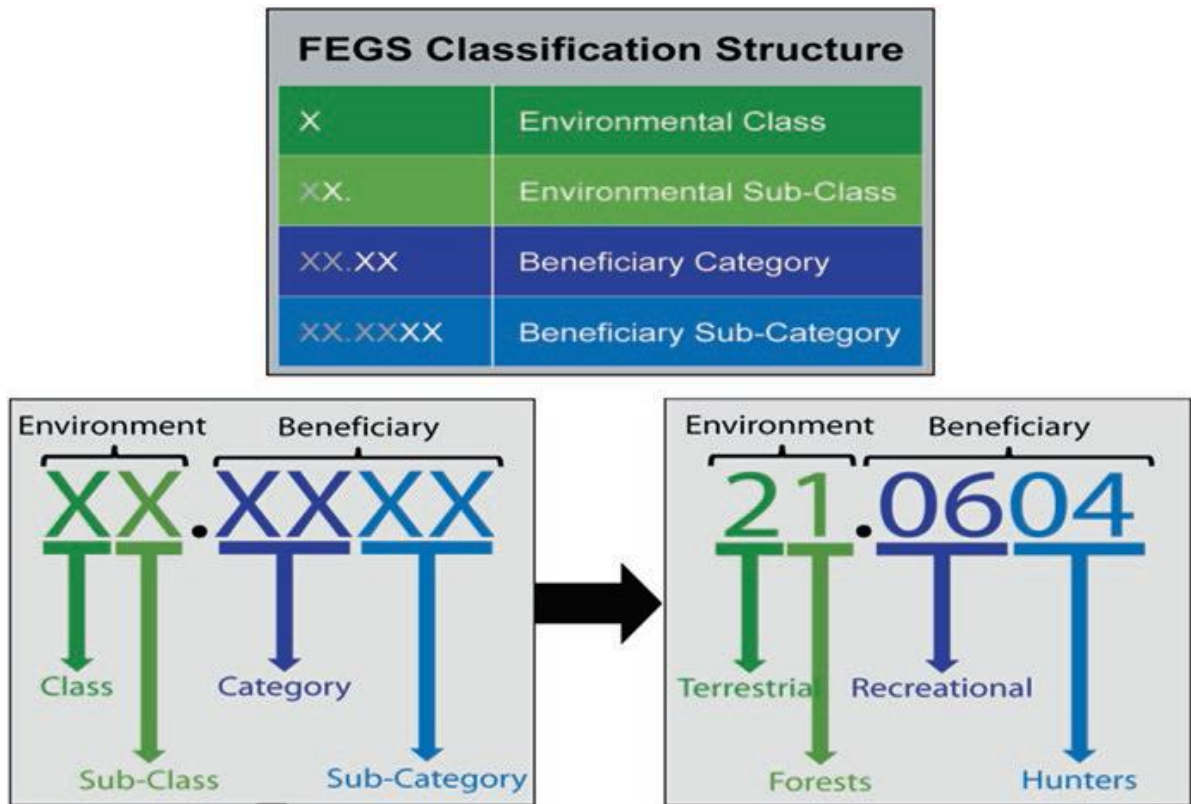 FEGS Classification Structure
X Environmental Class
XX. Environmental Sub-Class
XX.XX Beneficiary Category
XX.XXXX Beneficiary Sub-Category
Environment Beneficiary
XX.XXXX
Class Category
Sub-Class Sub-Category
Environment Beneficiary
21.0604
Terrestrial Recreational
Forests Hunters